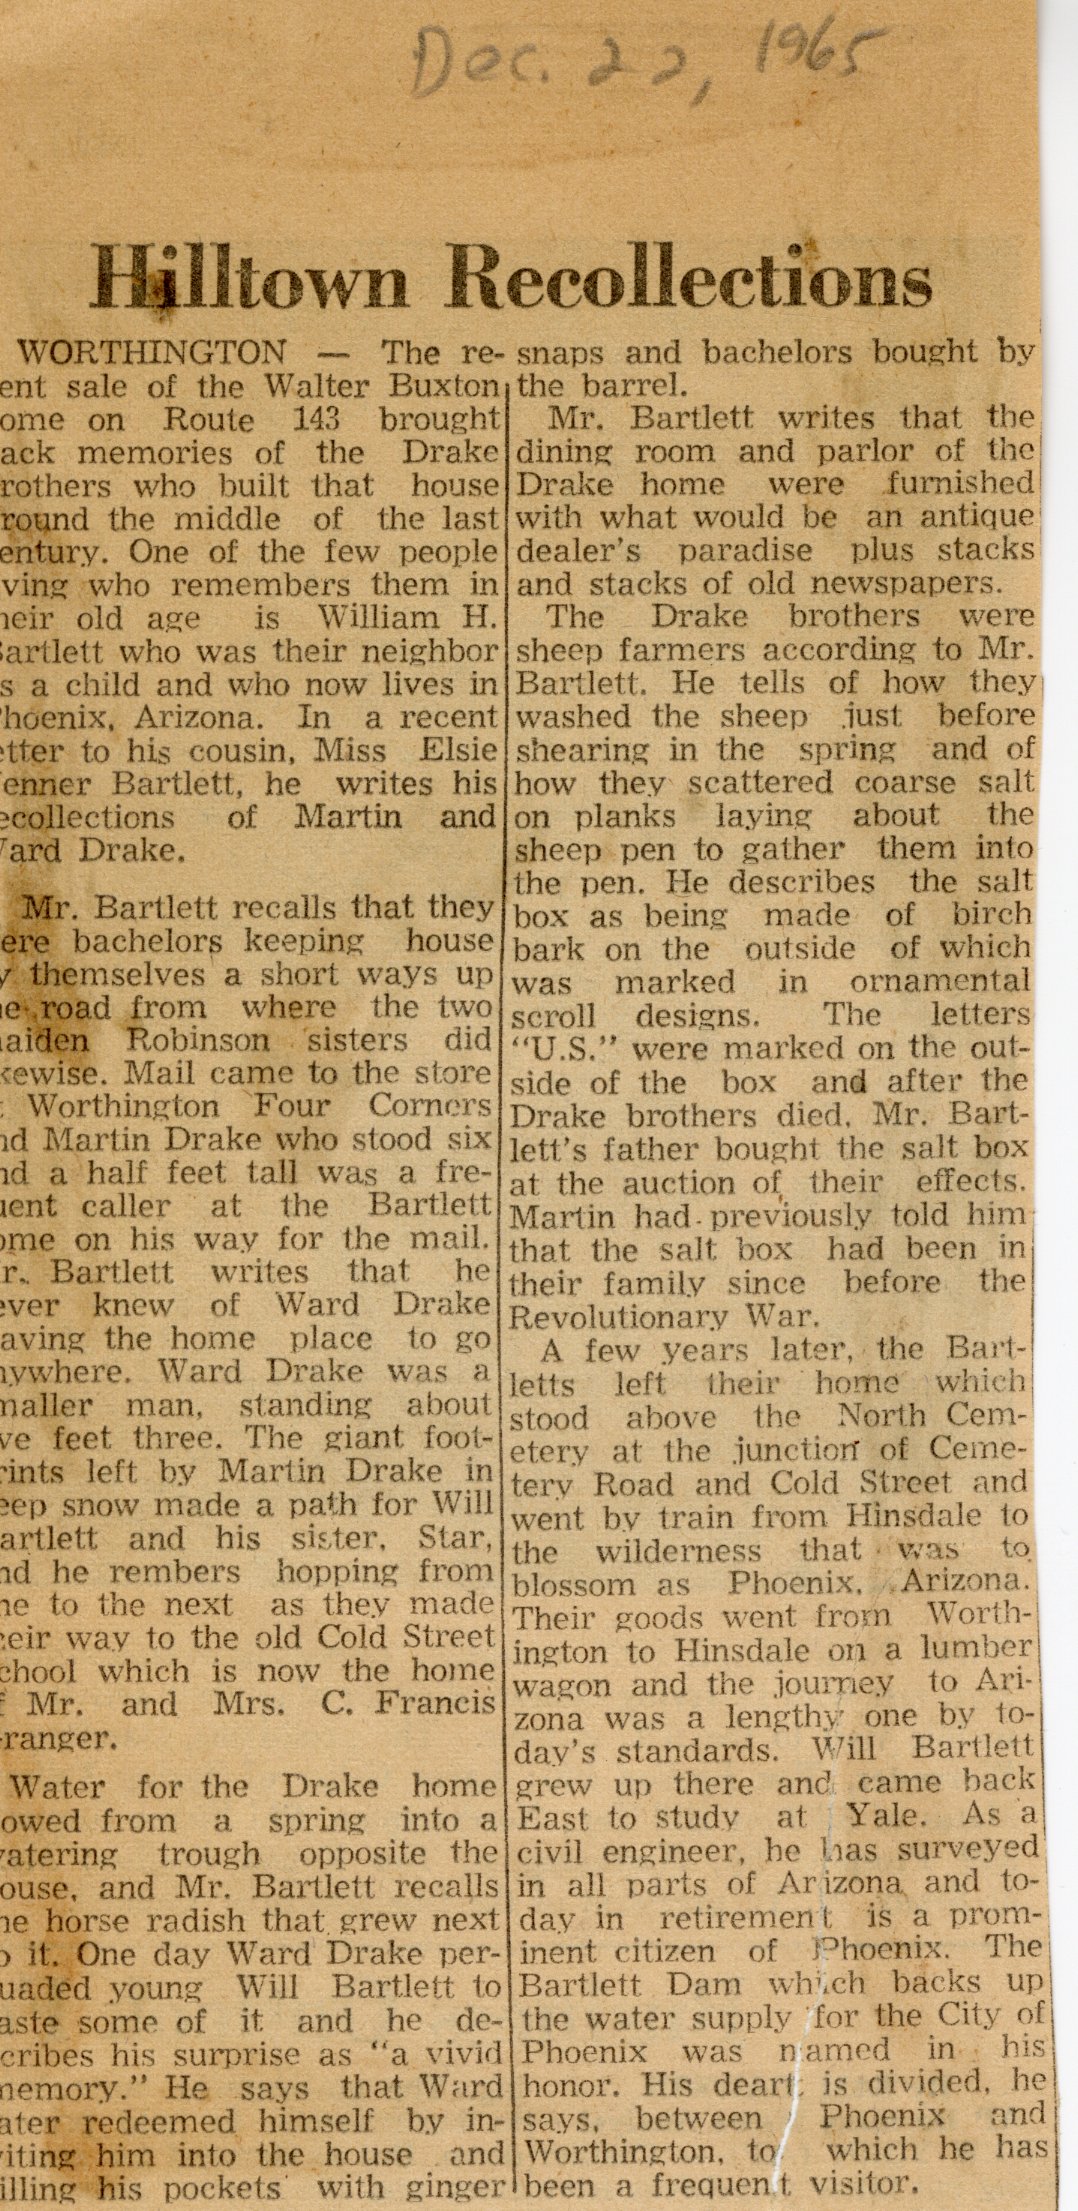 Dec. 22, 1965
Hilltown Recollections
WORTHINGTON — The re-
ent sale of the Walter Buxton
ome on Route 143 brought
ack memories of the Drake
rothers who built that house
round the middle of the last
entury. One of the few people
ving who remembers them in
heir old age is William H.
artlett who was their neighbor
s a child and who now lives in
hoenix, Arizona. In a recent
etter to his cousin, Miss Elsie
enner Bartlett, he writes his
ecollections of Martin and
ard Drake.
Mr. Bartlett recalls that they
ere bachelors keeping house
y themselves a short ways up
he road from where the two
aiden Robinson sisters did
kewise. Mail came to the store
t Worthington Four Corners
nd Martin Drake who stood six
nd a half feet tall was a fre-
uent caller at the Bartlett
ome on his way for the mail.
r. Bartlett writes that he
ever knew of Ward Drake
aving the home place to go
nywhere. Ward Drake was a
maller man, standing about
ve feet three. The giant foot-
rints left by Martin Drake in
eep snow made a path for Will
artlett and his sister, Star,
nd he rembers hopping from
ne to the next as they made
heir way to the old Cold Street
chool which is now the home
f Mr. and Mrs. C. Francis
ranger.
Water for the Drake home
owed from a spring into a
atering trough opposite the
ouse, and Mr. Bartlett recalls
he horse radish that grew next
o it. One day Ward Drake per-
uaded young Will Bartlett to
aste some of it and he de-
cribes his surprise as "a vivid
memory." He says that Ward
ater redeemed himself by in-
viting him into the house and
illing his pockets with ginger
snaps and bachelors bought by
the barrel.
Mr. Bartlett writes that the
dining room and parlor of the
Drake home were furnished
with what would be an antique
dealer's paradise plus stacks
and stacks of old newspapers.
The Drake brothers were
sheep farmers according to Mr.
Bartlett. He tells of how they
washed the sheep just before
shearing in the spring and of
how they scattered coarse salt
on planks laying about the
sheep pen to gather them into
the pen. He describes the salt
box as being made of birch
bark on the outside of which
was marked in ornamental
scroll designs. The letters
"U.S." were marked on the out-
side of the box and after the
Drake brothers died, Mr. Bart-
lett's father bought the salt box
at the auction of their effects.
Martin had previously told him
that the salt box had been in
their family since before the
Revolutionary War.
A few years later, the Bart-
letts left their home which
stood above the North Cem-
etery at the junction of Ceme-
tery Road and Cold Street and
went by train from Hinsdale to
the wilderness that was to
blossom as Phoenix, Arizona.
Their goods went from Worth-
ington to Hinsdale on a lumber
wagon and the journey to Ari-
zona was a lengthy one by to-
day's standards. Will Bartlett
grew up there and came back
East to study at Yale. As a
civil engineer, he has surveyed
in all parts of Arizona and to-
day in retirement is a prom-
inent citizen of Phoenix. The
Bartlett Dam which backs up
the water supply for the City of
Phoenix was named in his
honor. His deart is divided, he
says, between Phoenix and
Worthington, to which he has
been a frequent visitor.